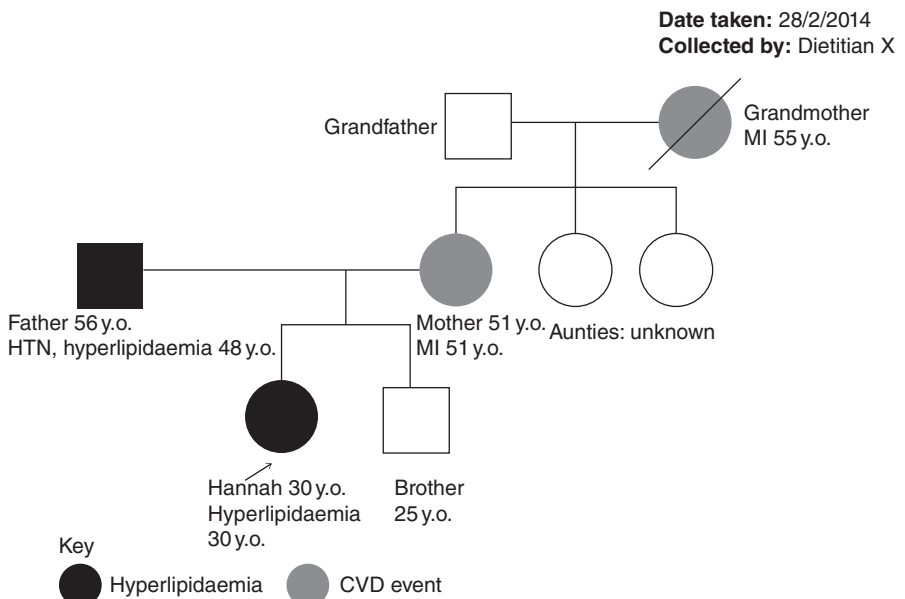 Date taken: 28/2/2014
Collected by: Dietitian X
Grandfather
Grandmother
MI 55 y.o.
Father 56 y.o.
HTN, hyperlipidaemia 48 y.o.
Mother 51 y.o.
MI 51 y.o.
Aunties: unknown
Hannah 30 y.o.
Hyperlipidaemia
30 y.o.
Brother
25 y.o.
Key
Hyperlipidaemia
CVD event